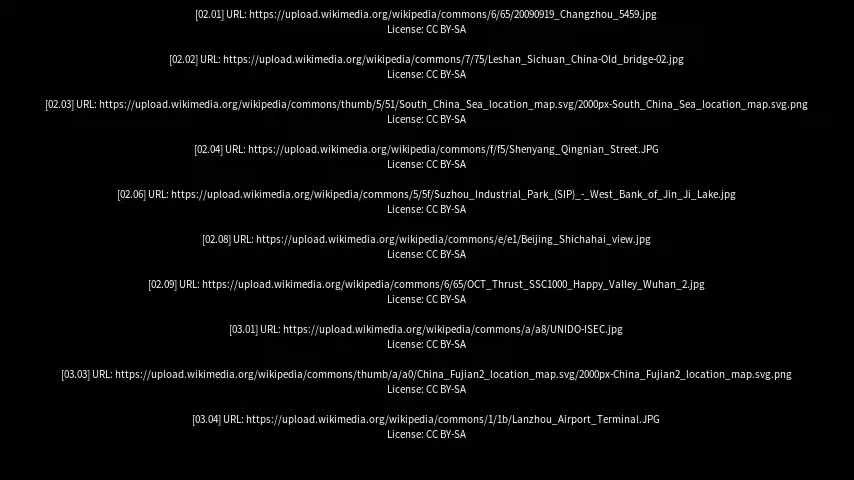 [02.01] URL: https://upload.wikimedia.org/wikipedia/commons/6/65/20090919_Changzhou_5459.jpg
License: CC BY-SA
[02.02] URL: https://upload.wikimedia.org/wikipedia/commons/7/75/Leshan_Sichuan_China-Old_bridge-02.jpg
License: CC BY-SA
[02.03] URL: https://upload.wikimedia.org/wikipedia/commons/thumb/5/51/South_China_Sea_location_map.svg/2000px-South_China_Sea_location_map.svg.png
License: CC BY-SA
[02.04] URL: https://upload.wikimedia.org/wikipedia/commons/f/f5/Shenyang_Qingnian_Street.JPG
License: CC BY-SA
[02.06] URL: https://upload.wikimedia.org/wikipedia/commons/5/5f/Suzhou_Industrial_Park_(SIP)_-_West_Bank_of_Jin_Ji_Lake.jpg
License: CC BY-SA
[02.08] URL: https://upload.wikimedia.org/wikipedia/commons/e/e1/Beijing_Shichahai_view.jpg
License: CC BY-SA
[02.09] URL: https://upload.wikimedia.org/wikipedia/commons/6/65/OCT_Thrust_SSC1000_Happy_Valley_Wuhan_2.jpg
License: CC BY-SA
[03.01] URL: https://upload.wikimedia.org/wikipedia/commons/a/a8/UNIDO-ISEC.jpg
License: CC BY-SA
[03.03] URL: https://upload.wikimedia.org/wikipedia/commons/thumb/a/a0/China_Fujian2_location_map.svg/2000px-China_Fujian2_location_map.svg.png
License: CC BY-SA
[03.04] URL: https://upload.wikimedia.org/wikipedia/commons/1/1b/Lanzhou_Airport_Terminal.JPG
License: CC BY-SA